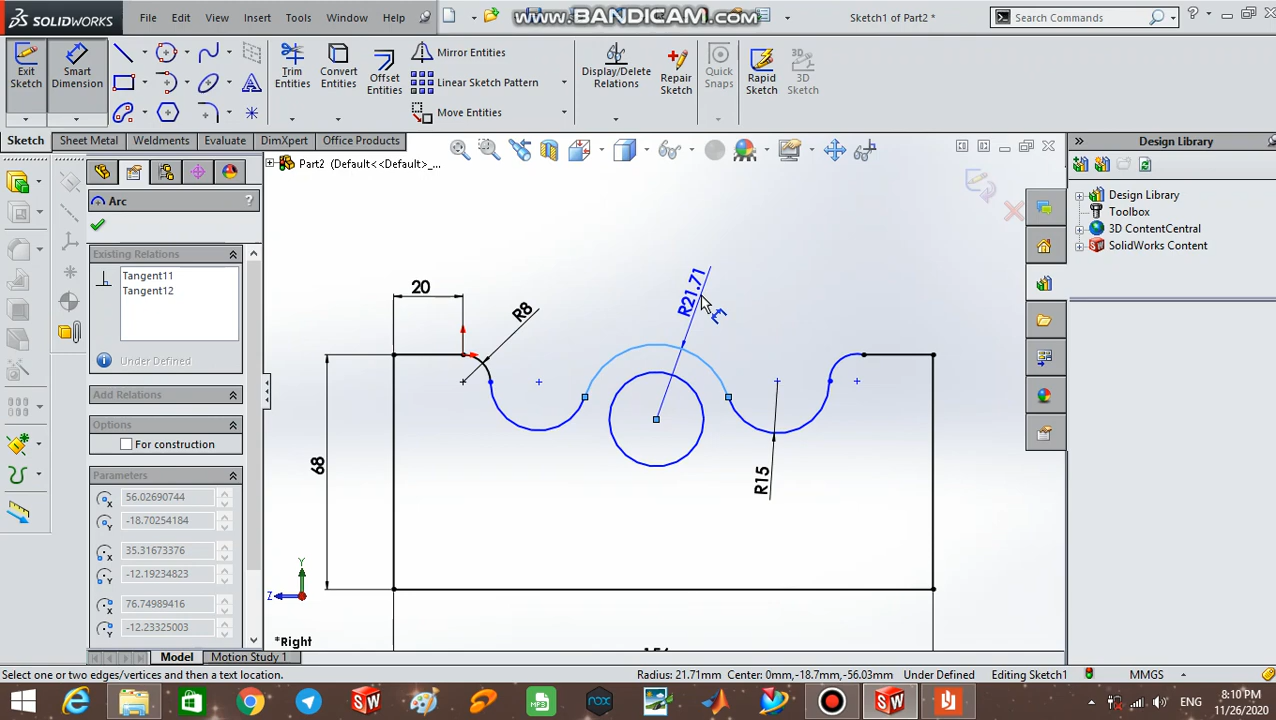 SOLIDWORKS
File
Edit
View
Insert
Tools
Window
Help
www.BANDICAM.com
Sketch1 of Part2 *
Search Commands
Exit Sketch
Smart Dimension
Trim Entities
Convert Entities
Offset Entities
Mirror Entities
Linear Sketch Pattern
Move Entities
Display/Delete Relations
Repair Sketch
Quick Snaps
Rapid Sketch
3D Sketch
Sketch
Sheet Metal
Weldments
Evaluate
DimXpert
Office Products
Design Library
Part2 (Default<<Default>_...
Arc
?
Existing Relations
Tangent11
Tangent12
Under Defined
Add Relations
Options
For construction
Parameters
56.02690744
-18.70254184
35.31673376
-12.19234823
76.74989416
-12.23325003
20
R8
R21.71
68
R15
Y
Z
*Right
Design Library
Toolbox
3D ContentCentral
SolidWorks Content
Model
Motion Study 1
Select one or two edges/vertices and then a text location.
Radius: 21.71mm Center: 0mm,-18.7mm,-56.03mm
Under Defined
Editing Sketch1
MMGS
ENG
8:10 PM
11/26/2020